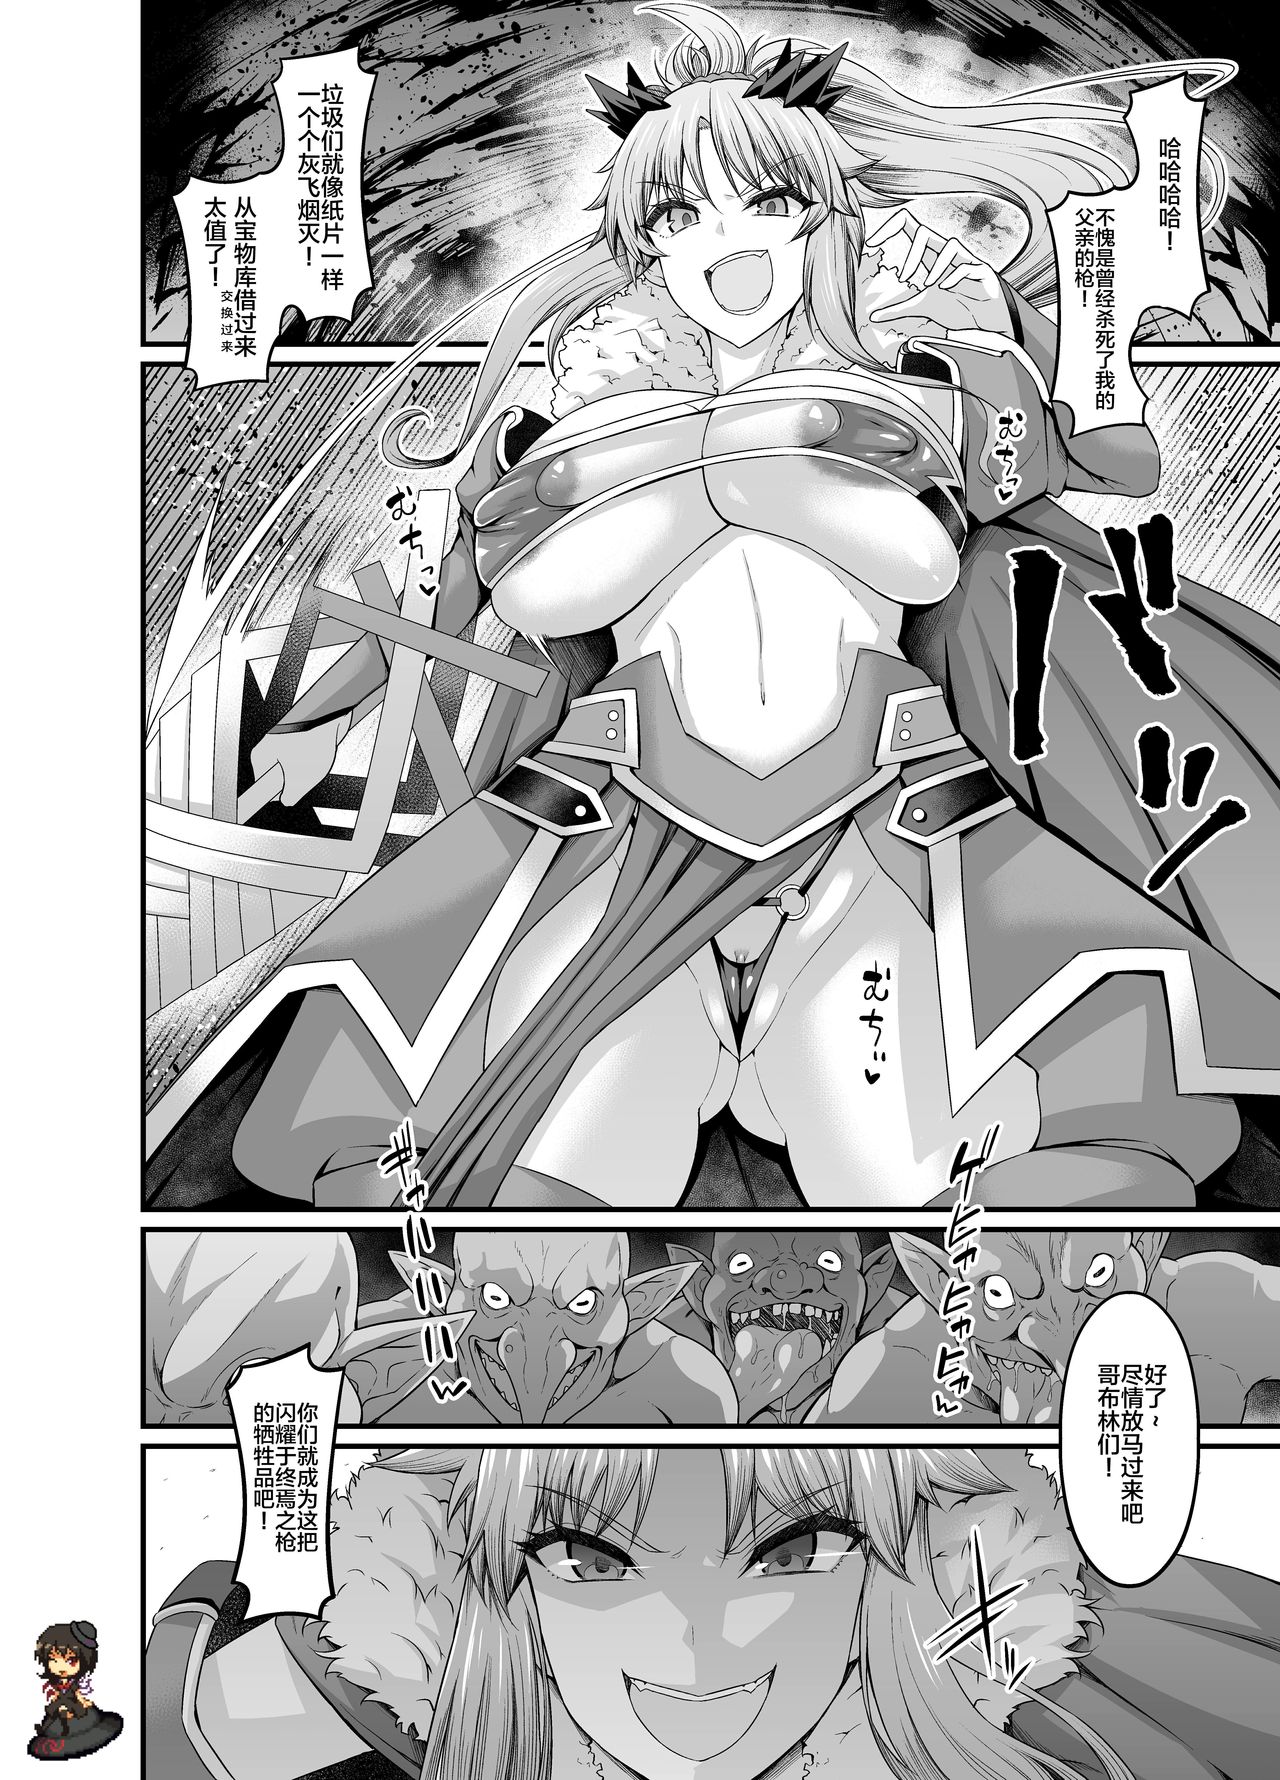 哈哈哈哈！
不愧是曾经杀死了我的
父亲的枪！
垃圾们就像纸片一样
一个个灰飞烟灭！
从宝物库借过来
交换过来
太值了！
むちっ♥
むちっ♥
ドンッ
むちぃ♥
ゲヒャヒャヒャ
ギャハハハw
好了~
尽情放马过来吧
哥布林们！
你们就成为这把
闪耀于终焉之枪
的牺牲品吧！